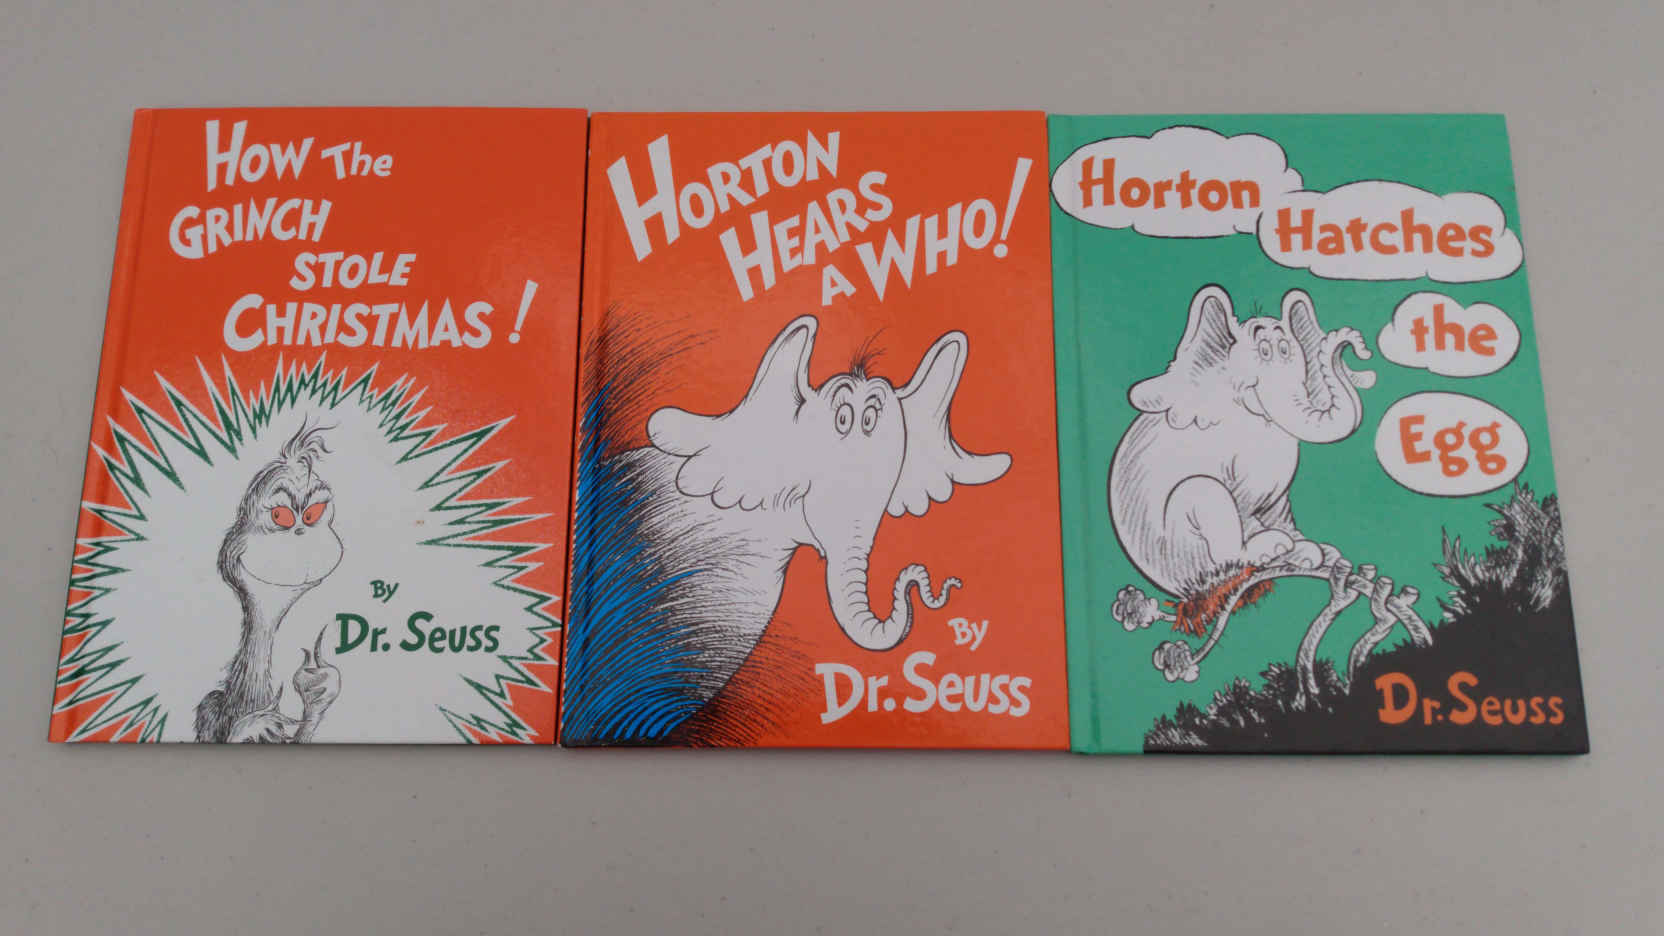 How The
GRINCH
STOLE
CHRISTMAS!
By
Dr. Seuss
HORTON
HEARS
A WHO!
By
Dr. Seuss
Horton
Hatches
the
Egg
Dr. Seuss